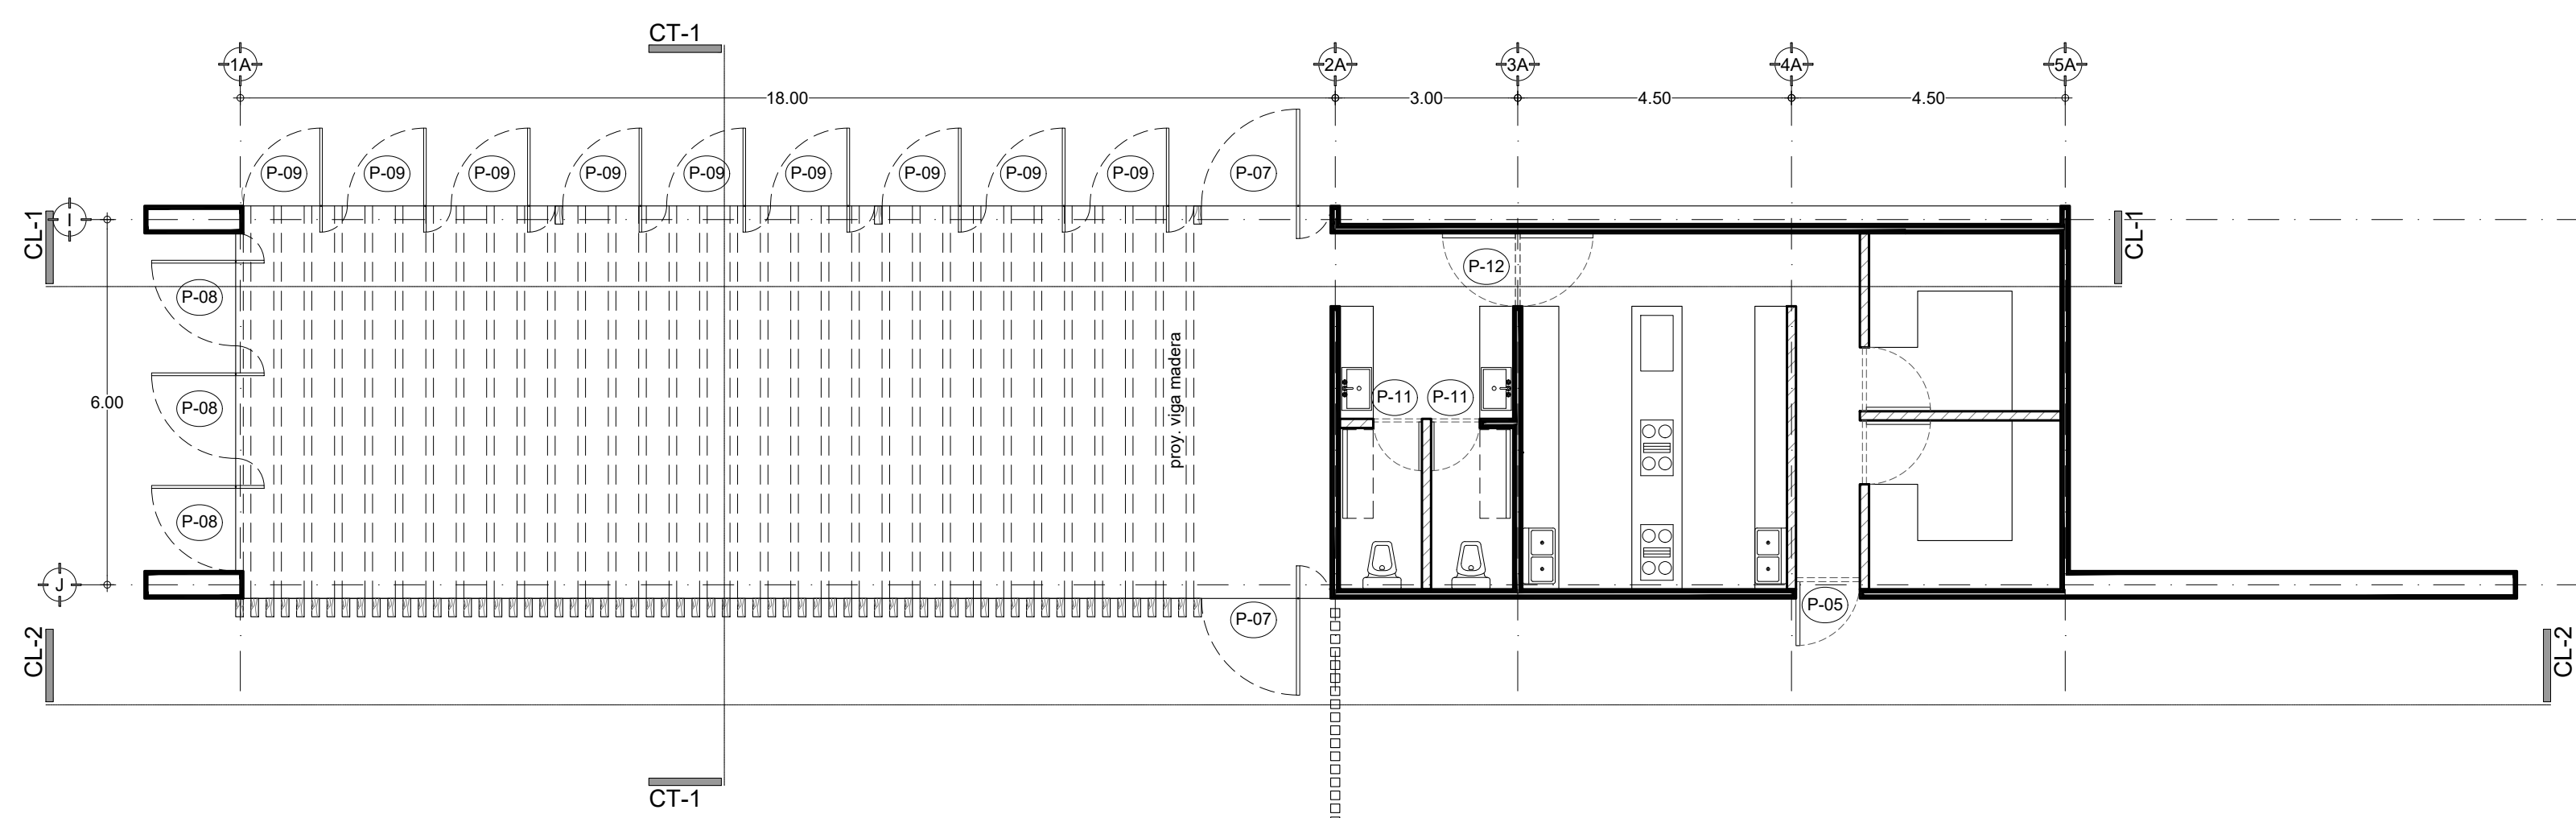 CT-1
1A
2A
3A
4A
5A
18.00
3.00
4.50
4.50
P-09
P-09
P-09
P-09
P-09
P-09
P-09
P-09
P-09
P-07
CL-1
I
CL-1
P-12
P-08
P-08
P-08
6.00
proy. viga madera
P-11
P-11
J
P-07
P-05
CL-2
CL-2
CT-1